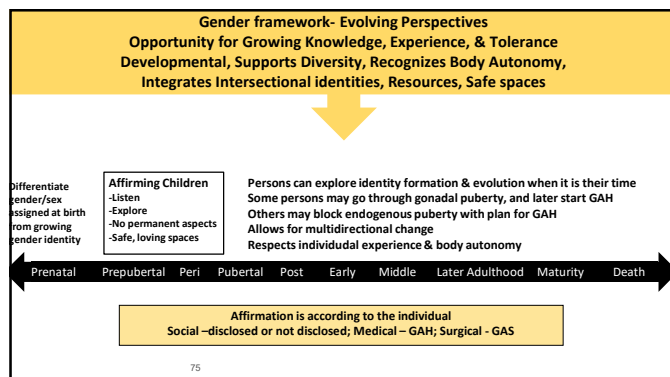 Gender framework- Evolving Perspectives
Opportunity for Growing Knowledge, Experience, & Tolerance
Developmental, Supports Diversity, Recognizes Body Autonomy,
Integrates Intersectional identities, Resources, Safe spaces
Differentiate
gender/sex
assigned at birth
from growing
gender identity
Affirming Children
-Listen
-Explore
-No permanent aspects
-Safe, loving spaces
Persons can explore identity formation & evolution when it is their time
Some persons may go through gonadal puberty, and later start GAH
Others may block endogenous puberty with plan for GAH
Allows for multidirectional change
Respects individudal experience & body autonomy
Prenatal Prepubertal Peri Pubertal Post Early Middle Later Adulthood Maturity Death
Affirmation is according to the individual
Social –disclosed or not disclosed; Medical – GAH; Surgical - GAS
75